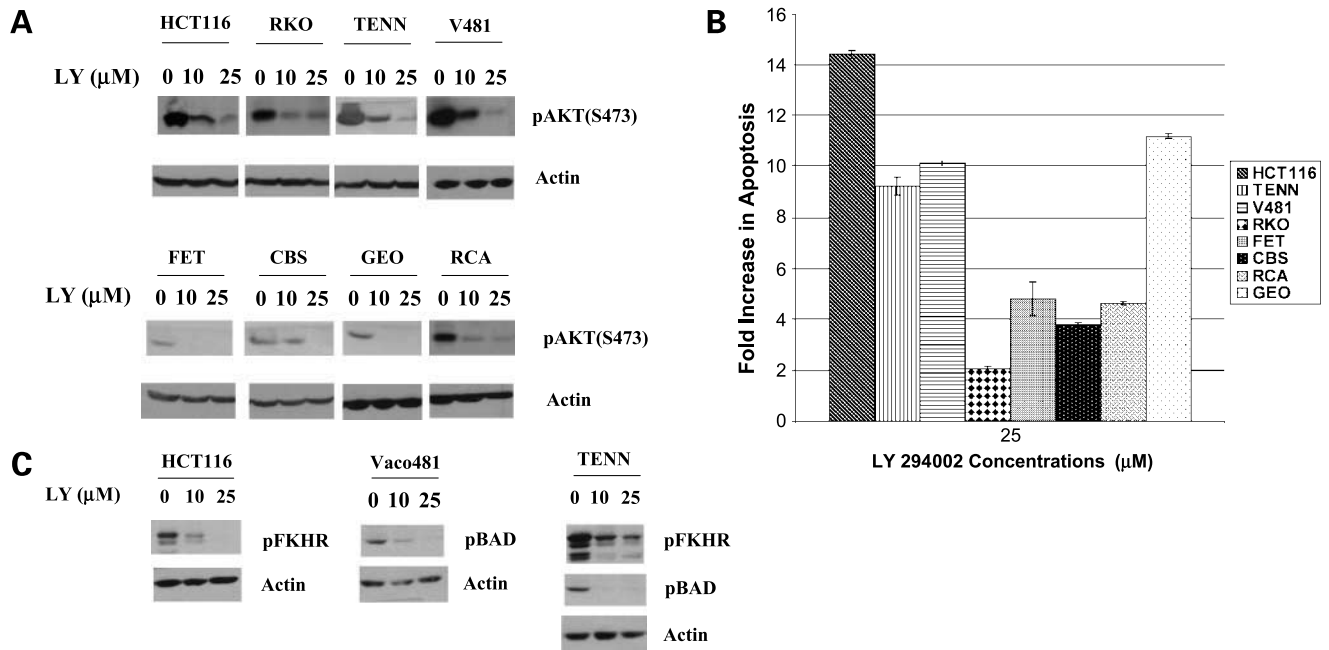 A
HCT116 RKO TENN V481
LY (µM) 0 10 25 0 10 25 0 10 25 0 10 25
pAKT(S473)
Actin
FET CBS GEO RCA
LY (µM) 0 10 25 0 10 25 0 10 25 0 10 25
pAKT(S473)
Actin
B
Fold Increase in Apoptosis
16
14
12
10
8
6
4
2
0
25
LY 294002 Concentrations (µM)
HCT116
TENN
V481
RKO
FET
CBS
RCA
GEO
C
HCT116 Vaco481 TENN
LY (µM) 0 10 25 0 10 25 0 10 25
pFKHR pBAD pFKHR
Actin Actin pBAD
Actin